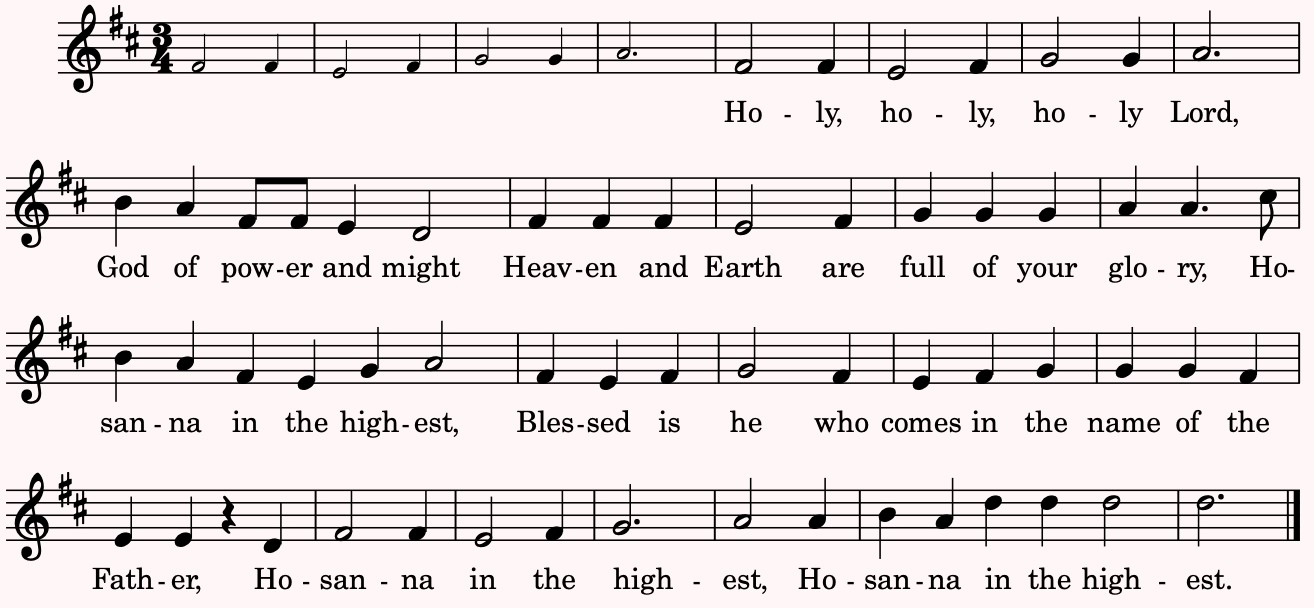 3
4
Ho - ly, ho - ly, ho - ly Lord,
God of pow-er and might Heav-en and Earth are full of your glo - ry, Ho-
san - na in the high-est, Bles-sed is he who comes in the name of the
Fath-er, Ho - san - na in the high - est, Ho - san-na in the high - est.